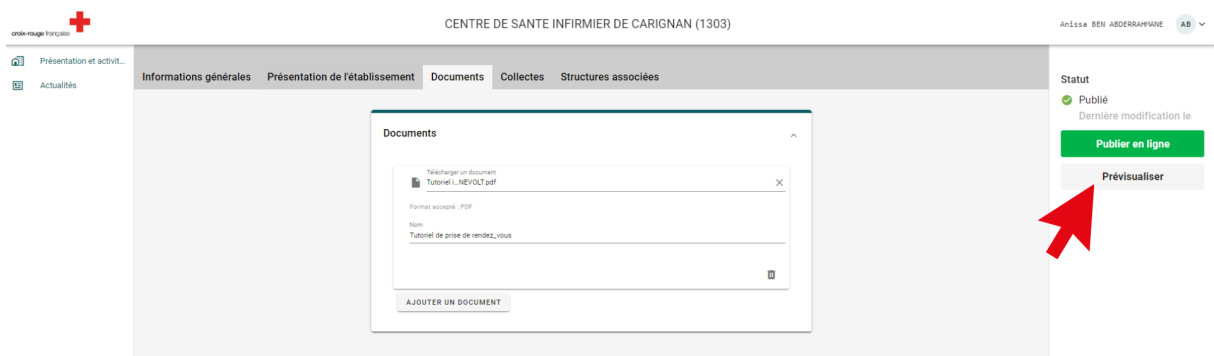 croix-rouge française
CENTRE DE SANTE INFIRMIER DE CARIGNAN (1303)
Anissa BEN ABDERRAHMANE AB
Présentation et activit...
Actualités
Informations générales Présentation de l'établissement Documents Collectes Structures associées
Statut
Publié
Dernière modification le
Publier en ligne
Prévisualiser
Documents
Télécharger un document
Tutoriel i...NEVOLT.pdf
Format accepté : PDF
Nom
Tutoriel de prise de rendez_vous
AJOUTER UN DOCUMENT